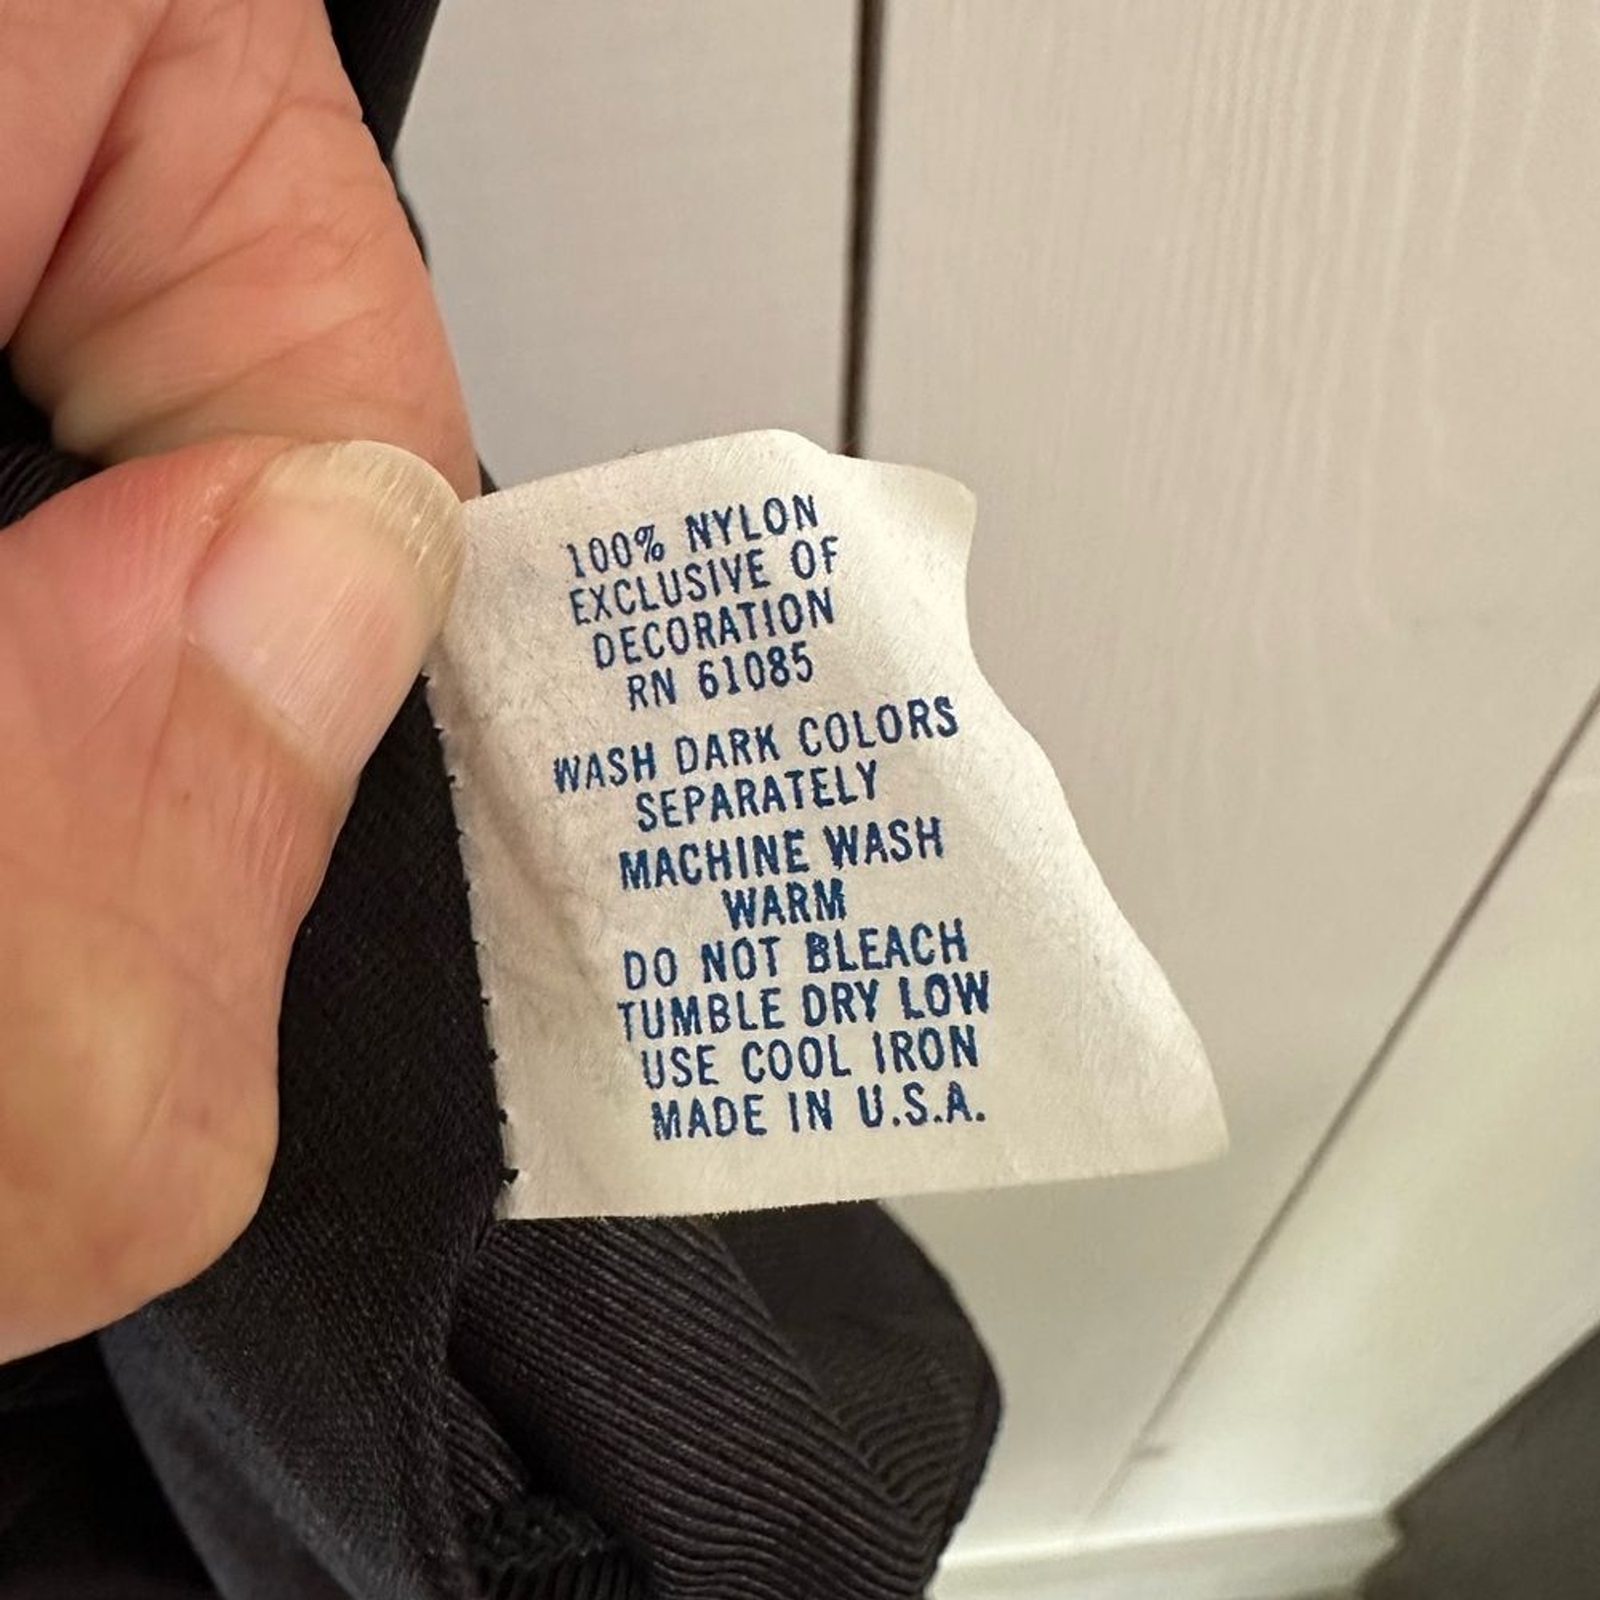 100% NYLON
EXCLUSIVE OF
DECORATION
RN 61085
WASH DARK COLORS
SEPARATELY
MACHINE WASH
WARM
DO NOT BLEACH
TUMBLE DRY LOW
USE COOL IRON
MADE IN U.S.A.